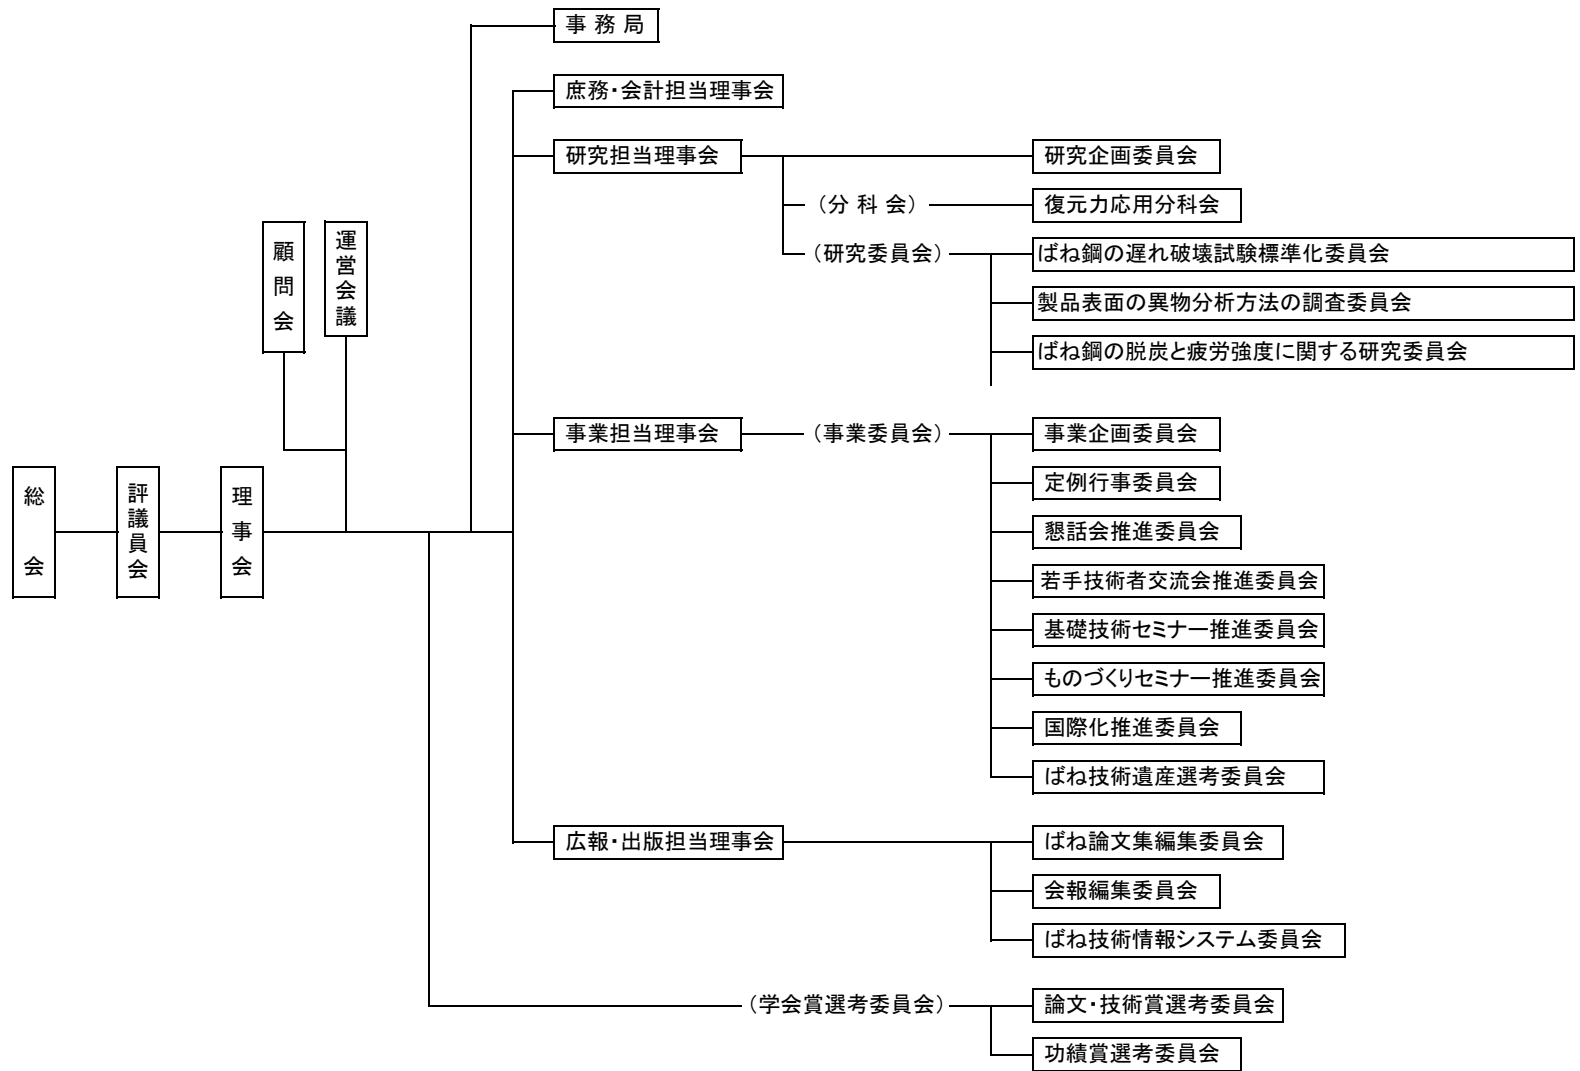 事 務 局
庶務・会計担当理事会
研究担当理事会
研究企画委員会
（分 科 会）
復元力応用分科会
（研究委員会）
ばね鋼の遅れ破壊試験標準化委員会
製品表面の異物分析方法の調査委員会
ばね鋼の脱炭と疲労強度に関する研究委員会
顧問会
運営会議
事業担当理事会
（事業委員会）
事業企画委員会
定例行事委員会
懇話会推進委員会
若手技術者交流会推進委員会
基礎技術セミナー推進委員会
ものづくりセミナー推進委員会
国際化推進委員会
ばね技術遺産選考委員会
総会
評議員会
理事会
広報・出版担当理事会
ばね論文集編集委員会
会報編集委員会
ばね技術情報システム委員会
（学会賞選考委員会）
論文・技術賞選考委員会
功績賞選考委員会